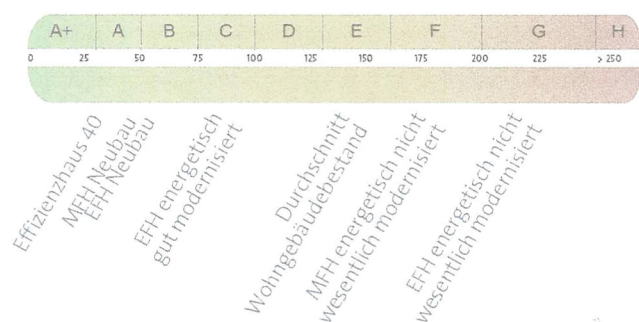 A+ A B C D E F G H
0 25 50 75 100 125 150 175 200 225 > 250
Effizienzhaus 40
MFH Neubau
EFH Neubau
EFH energetisch
gut modernisiert
Durchschnitt
Wohngebäudebestand
MFH energetisch nicht
wesentlich modernisiert
EFH energetisch nicht
wesentlich modernisiert